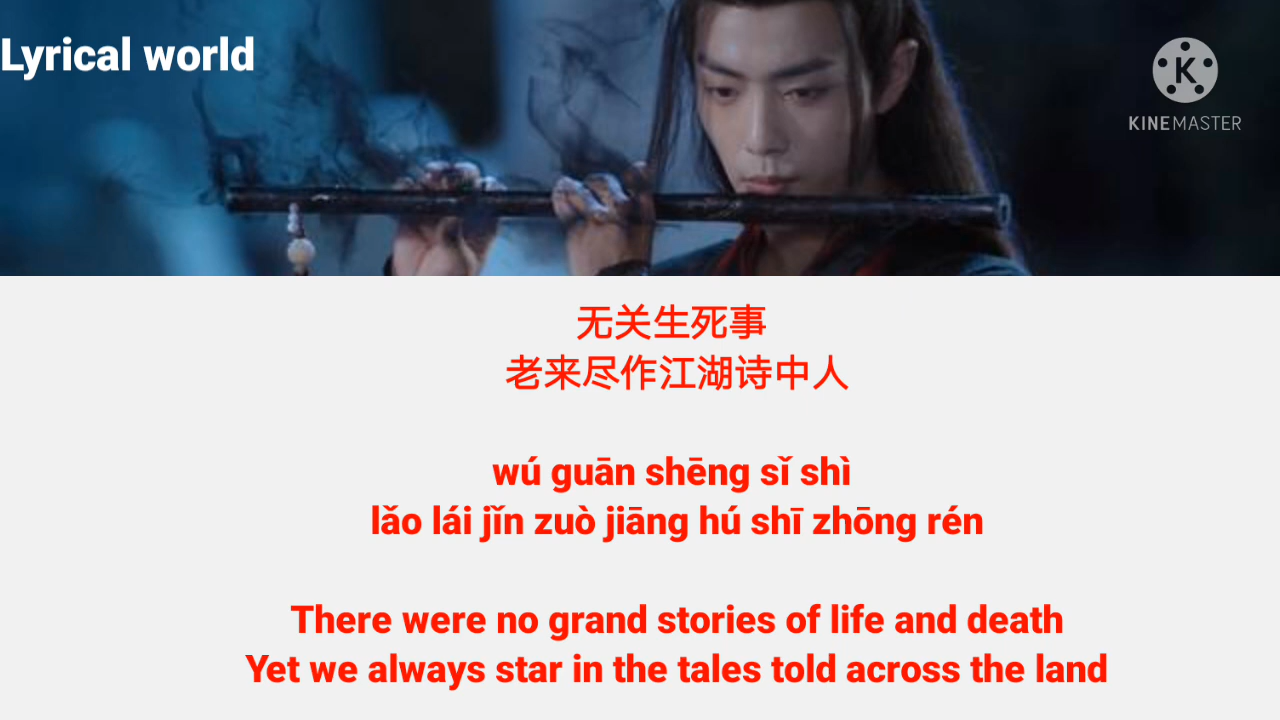 Lyrical world
KINEMASTER
无关生死事
老来尽作江湖诗中人
wú guān shēng sǐ shì
lǎo lái jǐn zuò jiāng hú shī zhōng rén
There were no grand stories of life and death
Yet we always star in the tales told across the land